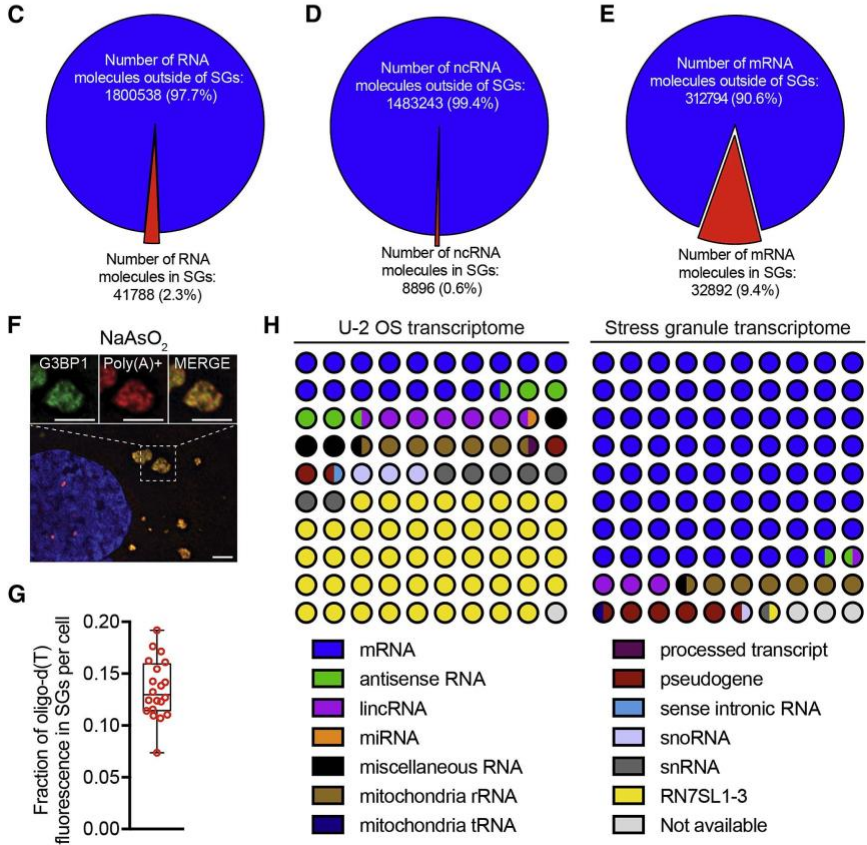 C
Number of RNA
molecules outside of SGs:
1800538 (97.7%)
Number of RNA
molecules in SGs:
41788 (2.3%)
D
Number of ncRNA
molecules outside of SGs:
1483243 (99.4%)
Number of ncRNA
molecules in SGs:
8896 (0.6%)
E
Number of mRNA
molecules outside of SGs:
312794 (90.6%)
Number of mRNA
molecules in SGs:
32892 (9.4%)
F
NaAsO2
G3BP1
Poly(A)+
MERGE
G
Fraction of oligo-d(T)
fluorescence in SGs per cell
0.20
0.15
0.10
0.05
0.00
H
U-2 OS transcriptome
Stress granule transcriptome
mRNA
antisense RNA
lincRNA
miRNA
miscellaneous RNA
mitochondria rRNA
mitochondria tRNA
processed transcript
pseudogene
sense intronic RNA
snoRNA
snRNA
RN7SL1-3
Not available